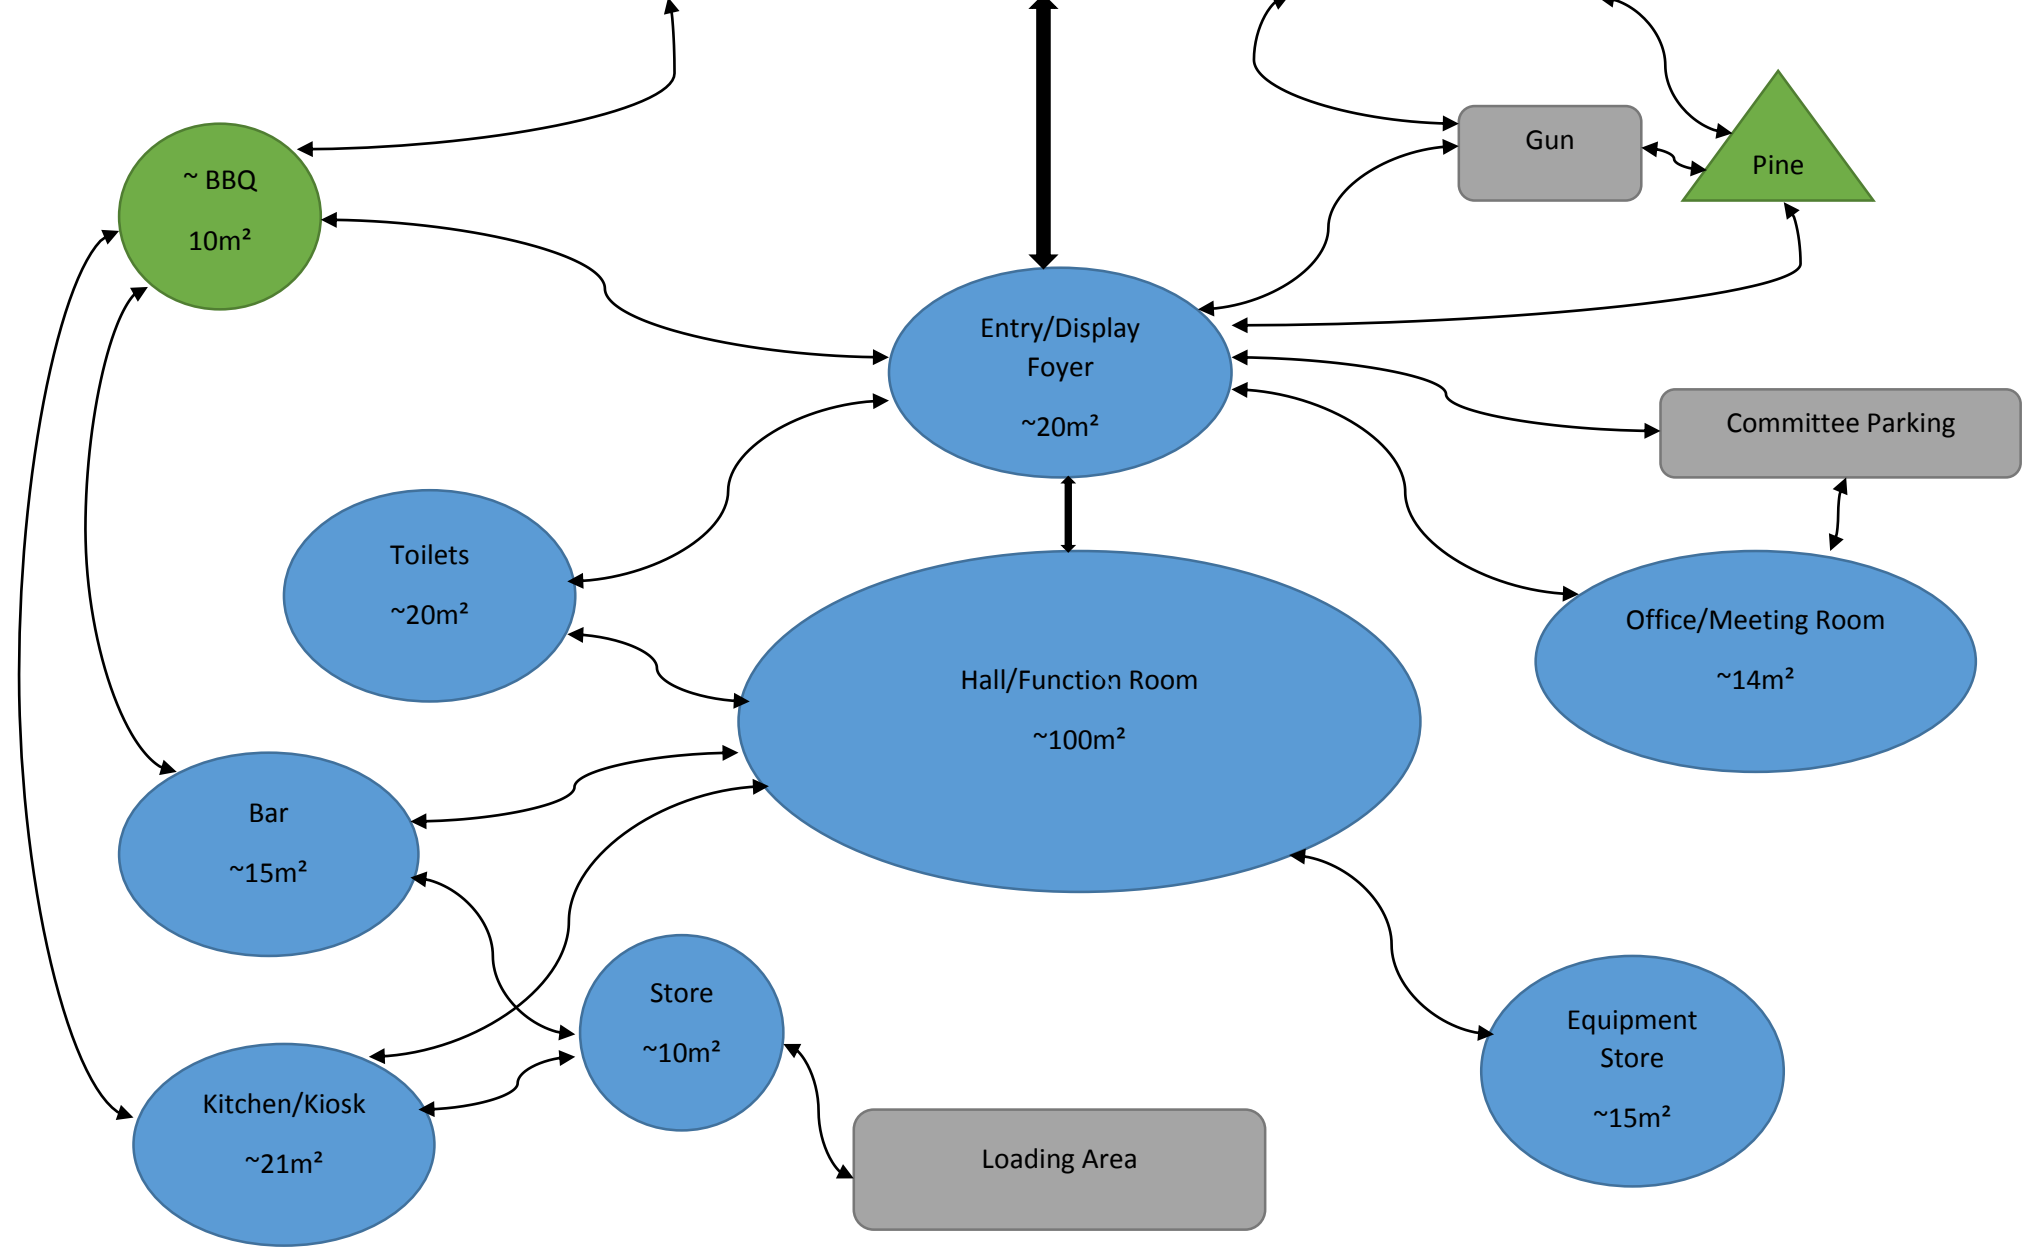 ~ BBQ
10m²
Gun
Pine
Entry/Display
Foyer
~20m²
Committee Parking
Toilets
~20m²
Office/Meeting Room
~14m²
Hall/Function Room
~100m²
Bar
~15m²
Store
~10m²
Equipment
Store
~15m²
Kitchen/Kiosk
~21m²
Loading Area